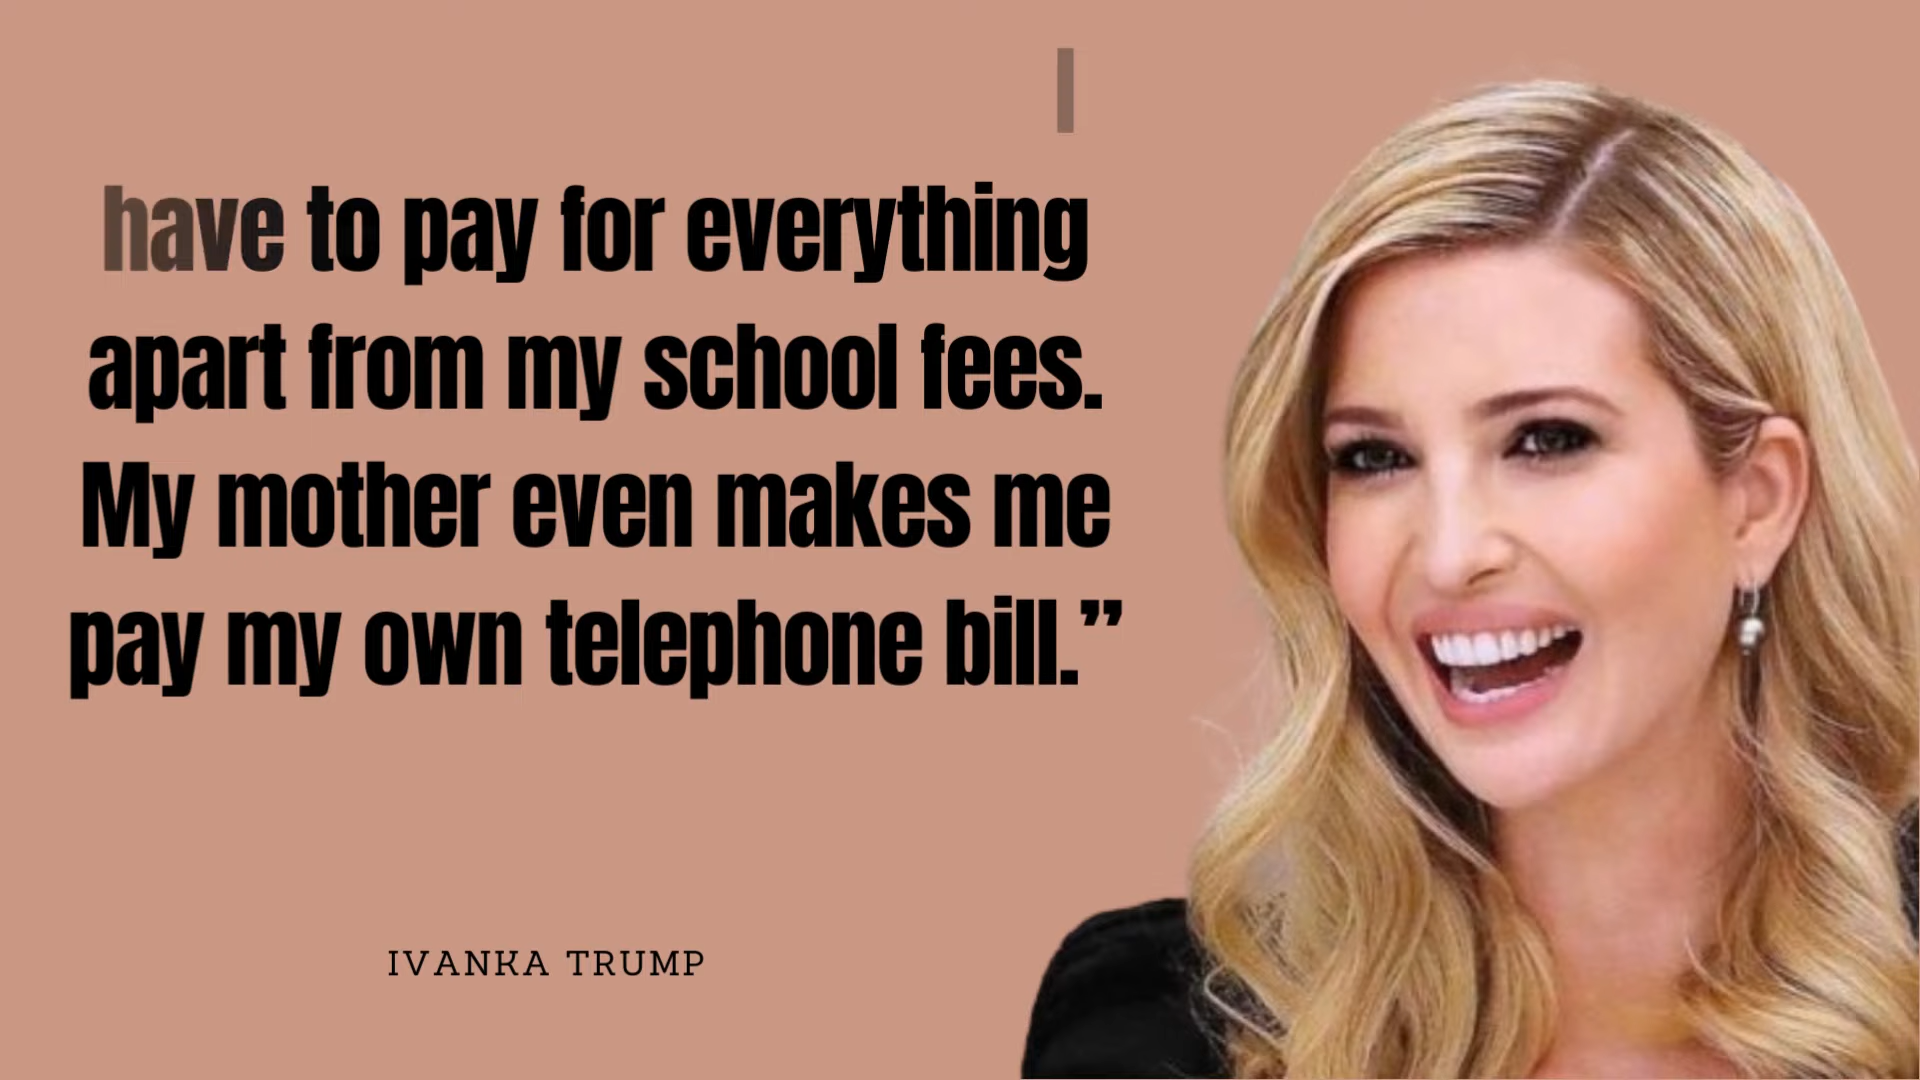 I
have to pay for everything
apart from my school fees.
My mother even makes me
pay my own telephone bill.”
IVANKA TRUMP